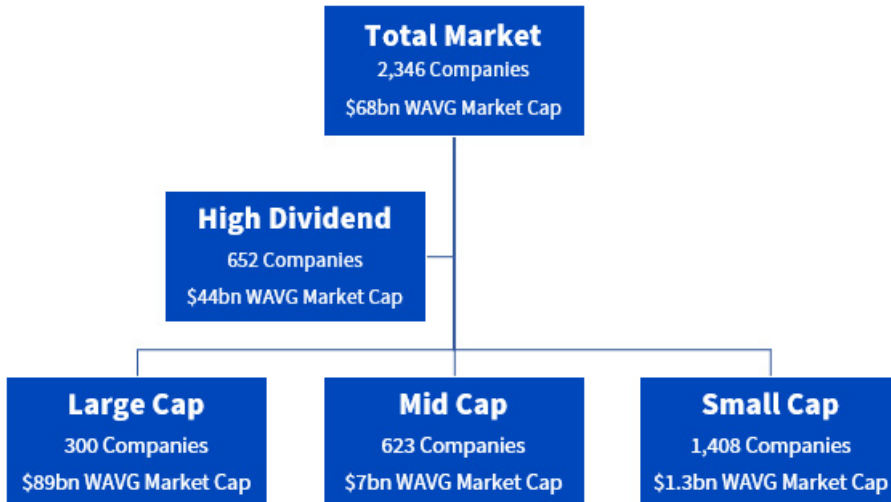 Total Market
2,346 Companies
$68bn WAVG Market Cap
High Dividend
652 Companies
$44bn WAVG Market Cap
Large Cap
300 Companies
$89bn WAVG Market Cap
Mid Cap
623 Companies
$7bn WAVG Market Cap
Small Cap
1,408 Companies
$1.3bn WAVG Market Cap